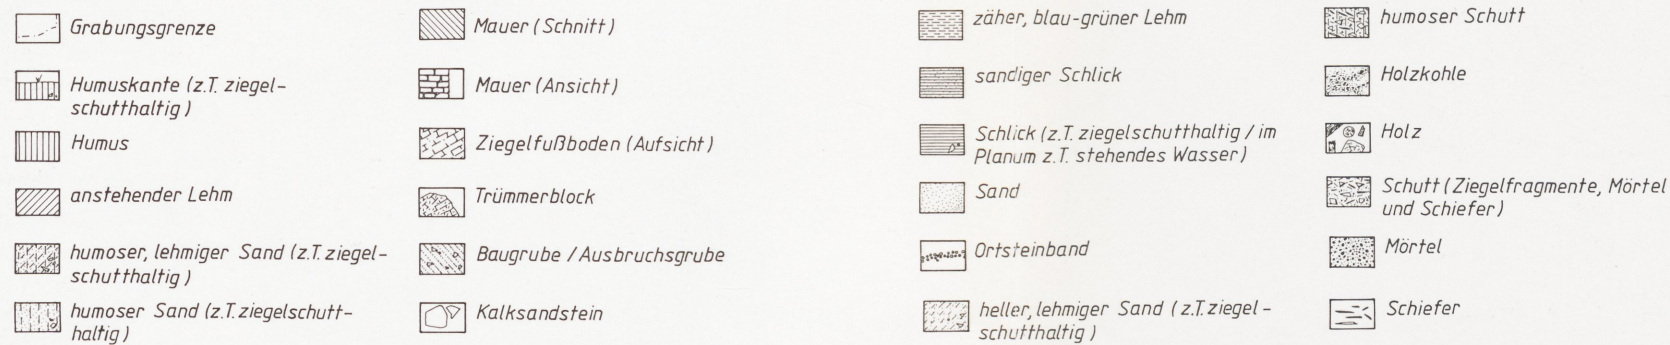 Grabungsgrenze
Humuskante (z.T. ziegel-
schutthaltig)
Humus
anstehender Lehm
humoser, lehmiger Sand (z.T. ziegel-
schutthaltig)
humoser Sand (z.T. ziegelschutt-
haltig)
Mauer (Schnitt)
Mauer (Ansicht)
Ziegelfußboden (Aufsicht)
Trümmerblock
Baugrube / Ausbruchsgrube
Kalksandstein
zäher, blau-grüner Lehm
sandiger Schlick
Schlick (z.T. ziegelschutthaltig / im
Planum z.T. stehendes Wasser)
Sand
Ortsteinband
heller, lehmiger Sand (z.T. ziegel-
schutthaltig)
humoser Schutt
Holzkohle
Holz
Schutt (Ziegelfragmente, Mörtel
und Schiefer)
Mörtel
Schiefer